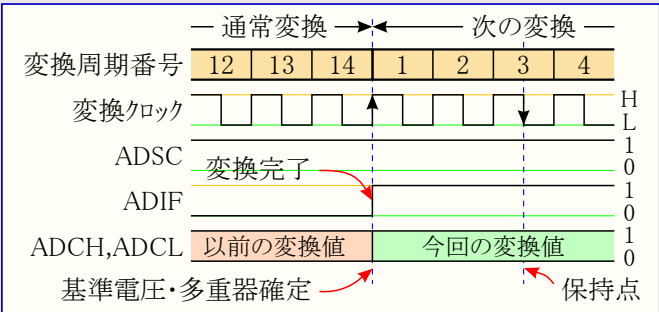 通常変換 次の変換
変換周期番号 12 13 14 1 2 3 4
変換クロック H L
ADSC 1 0
変換完了
ADIF 1 0
ADCH,ADCL 以前の変換値 今回の変換値 1 0
基準電圧・多重器確定 保持点